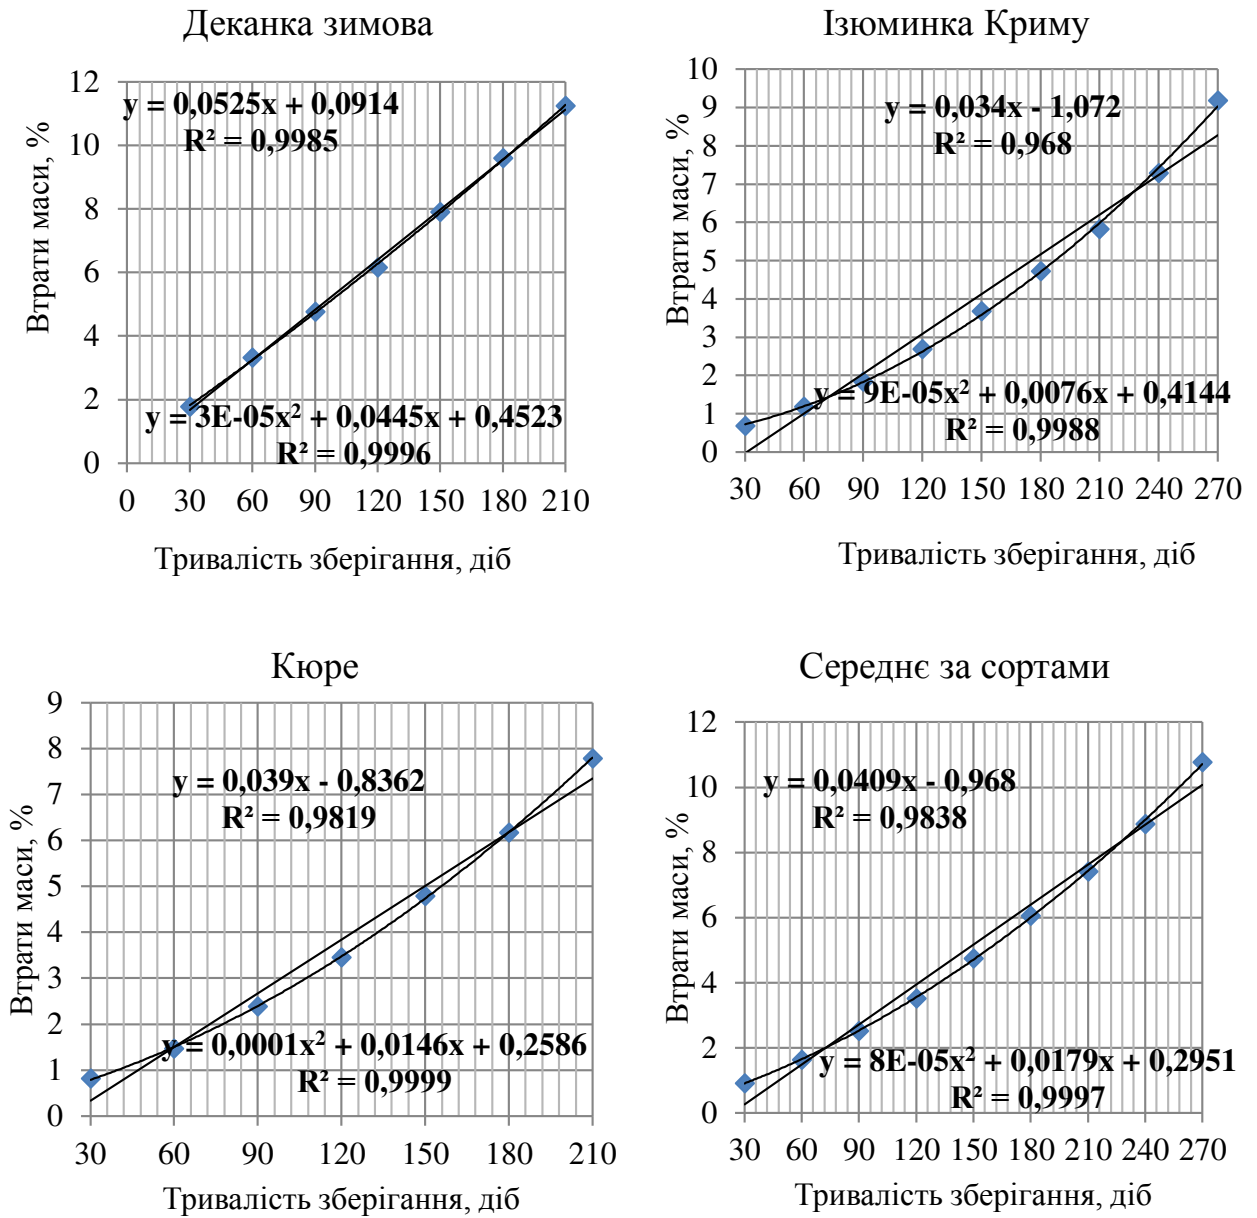 Деканка зимова
12
10
8
6
4
2
0
Втрати маси, %
y = 0,0525x + 0,0914
R² = 0,9985
y = 3E-05x² + 0,0445x + 0,4523
R² = 0,9996
0 30 60 90 120 150 180 210
Тривалість зберігання, діб
Ізюминка Криму
10
9
8
7
6
5
4
3
2
1
0
Втрати маси, %
y = 0,034x - 1,072
R² = 0,968
y = 9E-05x² + 0,0076x + 0,4144
R² = 0,9988
30 60 90 120 150 180 210 240 270
Тривалість зберігання, діб
Кюре
9
8
7
6
5
4
3
2
1
0
Втрати маси, %
y = 0,039x - 0,8362
R² = 0,9819
y = 0,0001x² + 0,0146x + 0,2586
R² = 0,9999
30 60 90 120 150 180 210
Тривалість зберігання, діб
Середнє за сортами
12
10
8
6
4
2
0
Втрати маси, %
y = 0,0409x - 0,968
R² = 0,9838
y = 8E-05x² + 0,0179x + 0,2951
R² = 0,9997
30 60 90 120 150 180 210 240 270
Тривалість зберігання, діб